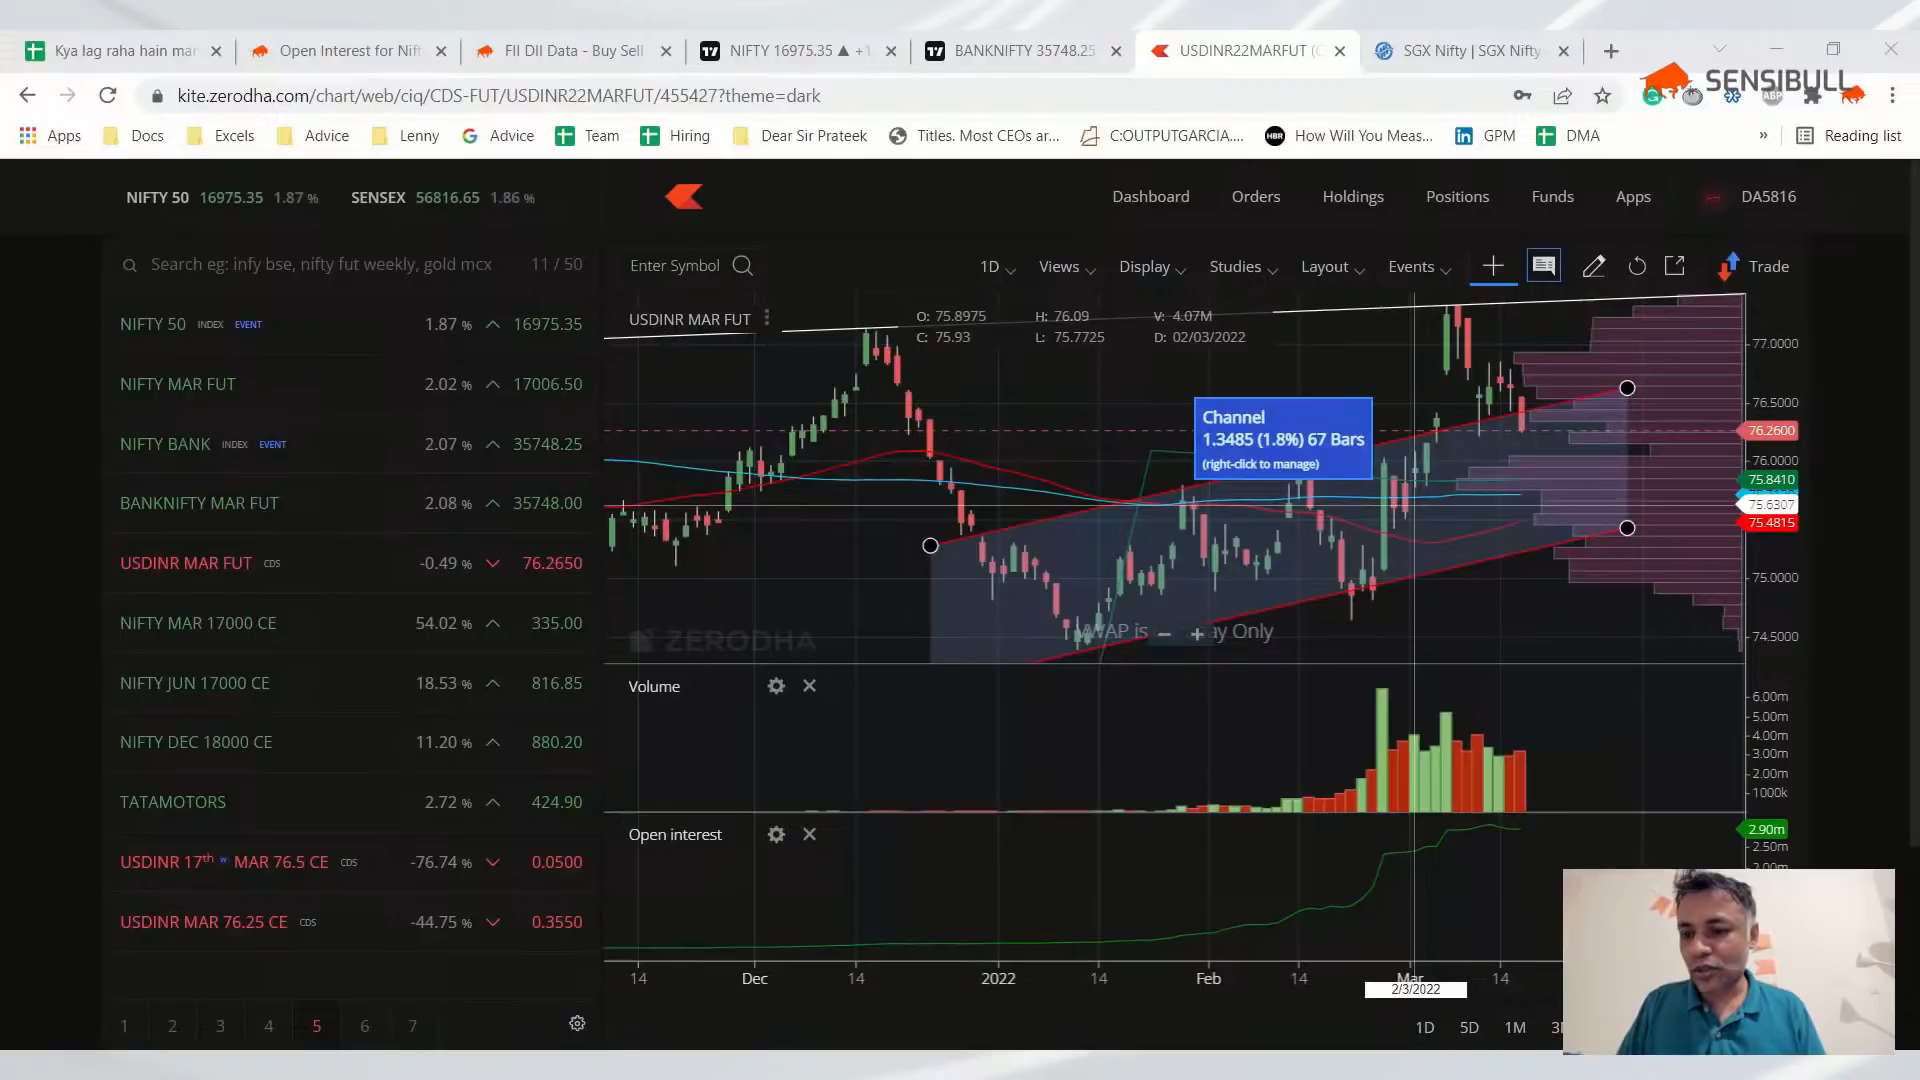 Kya lag raha hain mar
Open Interest for Nift
FII DII Data - Buy Sell
NIFTY 16975.35 ▲ +1
BANKNIFTY 35748.25
USDINR22MARFUT (C
SGX Nifty | SGX Nifty
SENSIBULL
kite.zerodha.com/chart/web/ciq/CDS-FUT/USDINR22MARFUT/455427?theme=dark
Apps
Docs
Excels
Advice
Lenny
Advice
Team
Hiring
Dear Sir Prateek
Titles. Most CEOs ar...
C:OUTPUTGARCIA....
How Will You Meas...
GPM
DMA
»
Reading list
NIFTY 50 16975.35 1.87 % SENSEX 56816.65 1.86 %
Dashboard Orders Holdings Positions Funds Apps DA5816
Search eg: infy bse, nifty fut weekly, gold mcx 11 / 50
NIFTY 50 INDEX EVENT 1.87 % 16975.35
NIFTY MAR FUT 2.02 % 17006.50
NIFTY BANK INDEX EVENT 2.07 % 35748.25
BANKNIFTY MAR FUT 2.08 % 35748.00
USDINR MAR FUT CDS -0.49 % 76.2650
NIFTY MAR 17000 CE 54.02 % 335.00
NIFTY JUN 17000 CE 18.53 % 816.85
NIFTY DEC 18000 CE 11.20 % 880.20
TATAMOTORS 2.72 % 424.90
USDINR 17th w MAR 76.5 CE CDS -76.74 % 0.0500
USDINR MAR 76.25 CE CDS -44.75 % 0.3550
1 2 3 4 5 6 7
Enter Symbol 1D Views Display Studies Layout Events Trade
USDINR MAR FUT
O: 75.8975 H: 76.09 V: 4.07M
C: 75.93 L: 75.7725 D: 02/03/2022
Channel
1.3485 (1.8%) 67 Bars
(right-click to manage)
77.0000
76.5000
76.2600
76.0000
75.8410
75.6307
75.4815
75.0000
74.5000
ZERODHA
VWAP is − + ay Only
Volume
6.00m
5.00m
4.00m
3.00m
2.00m
1000k
Open interest
2.90m
2.50m
2.00m
14 Dec 14 2022 14 Feb 14 Mar 14
2/3/2022
1D 5D 1M